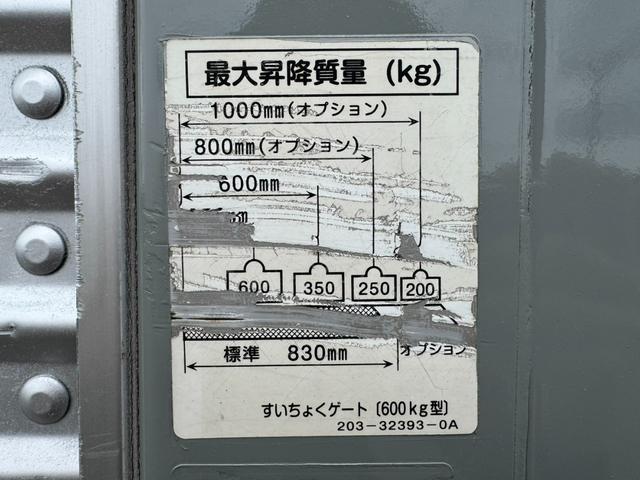 最大昇降質量 (kg)
1000mm(オプション)
800mm(オプション)
600mm
600 350 250 200
標準 830mm オプション
すいちょくゲート〔600kg型〕
203-32393-0A